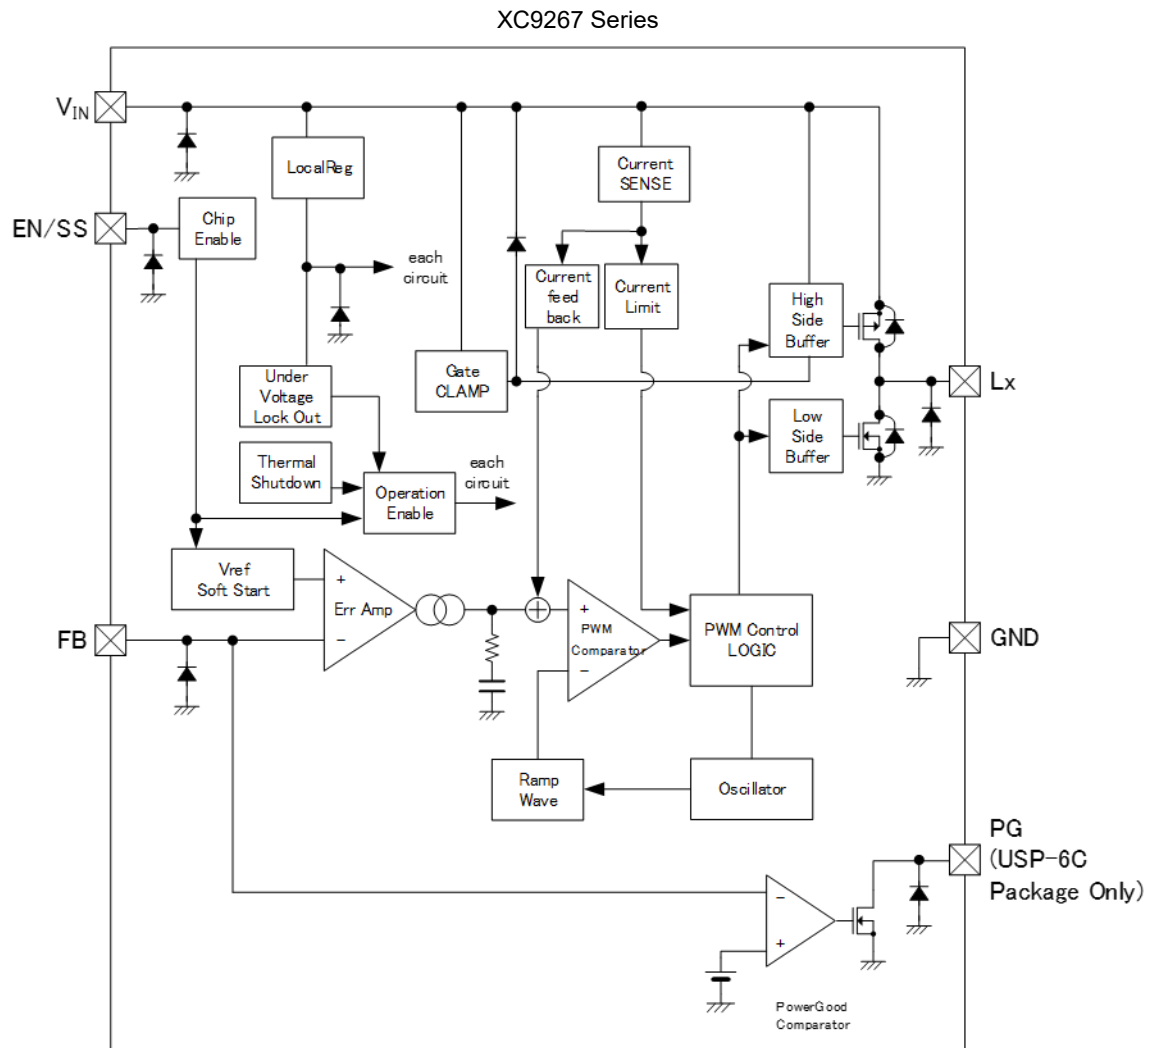 XC9267 Series
VIN
LocalReg
Current
SENSE
EN/SS
Chip
Enable
each
circuit
Current
feed
back
Current
Limit
High
Side
Buffer
Gate
CLAMP
Lx
Under
Voltage
Lock Out
Low
Side
Buffer
Thermal
Shutdown
each
circuit
Operation
Enable
Vref
Soft Start
+
Err Amp
−
+
PWM
Comparator
−
PWM Control
LOGIC
FB
GND
Ramp
Wave
Oscillator
PG
(USP-6C
Package Only)
−
+
PowerGood
Comparator